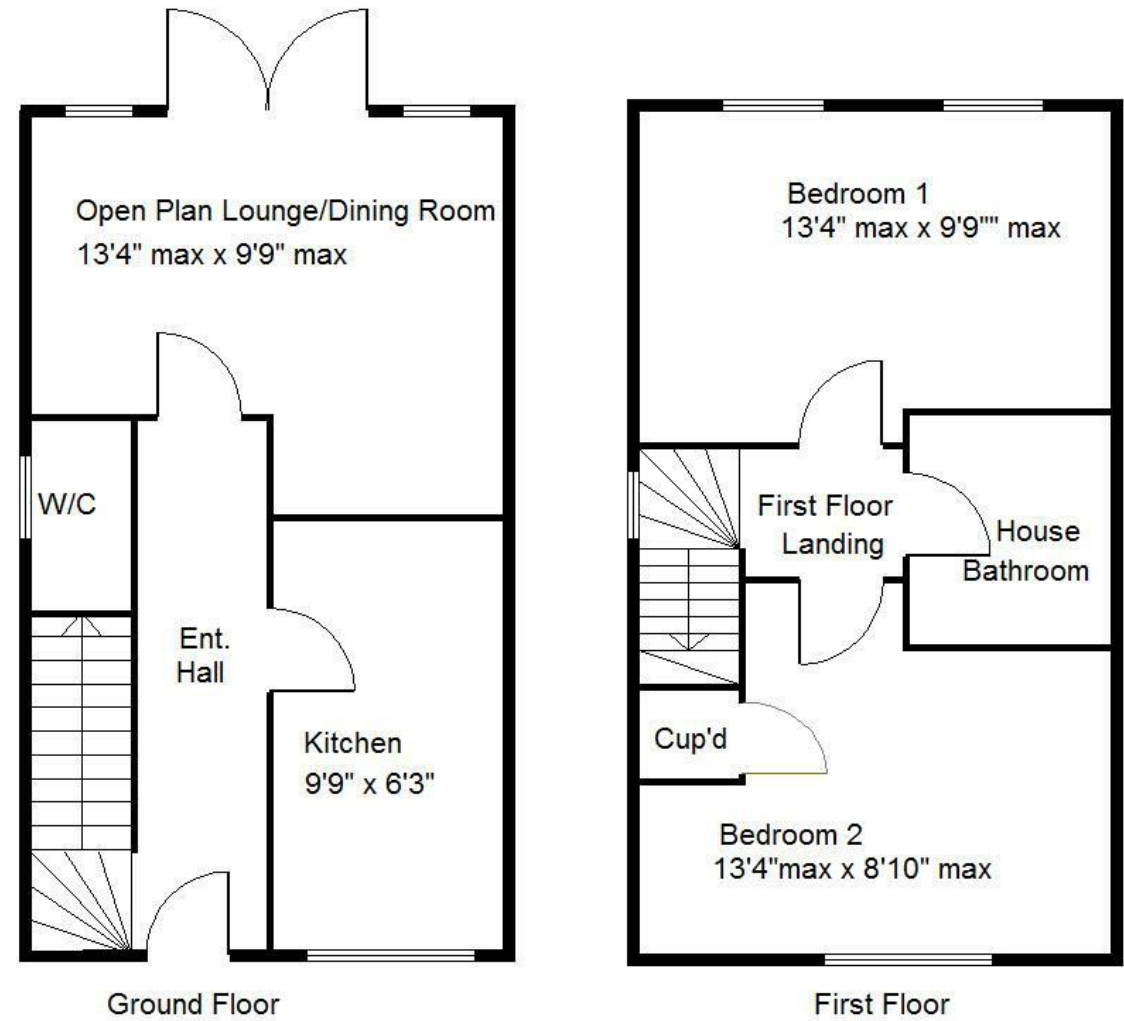 Open Plan Lounge/Dining Room
13'4" max x 9'9" max
W/C
Ent.
Hall
Kitchen
9'9" x 6'3"
Ground Floor
Bedroom 1
13'4" max x 9'9"" max
First Floor
Landing
House
Bathroom
Cup'd
Bedroom 2
13'4"max x 8'10" max
First Floor